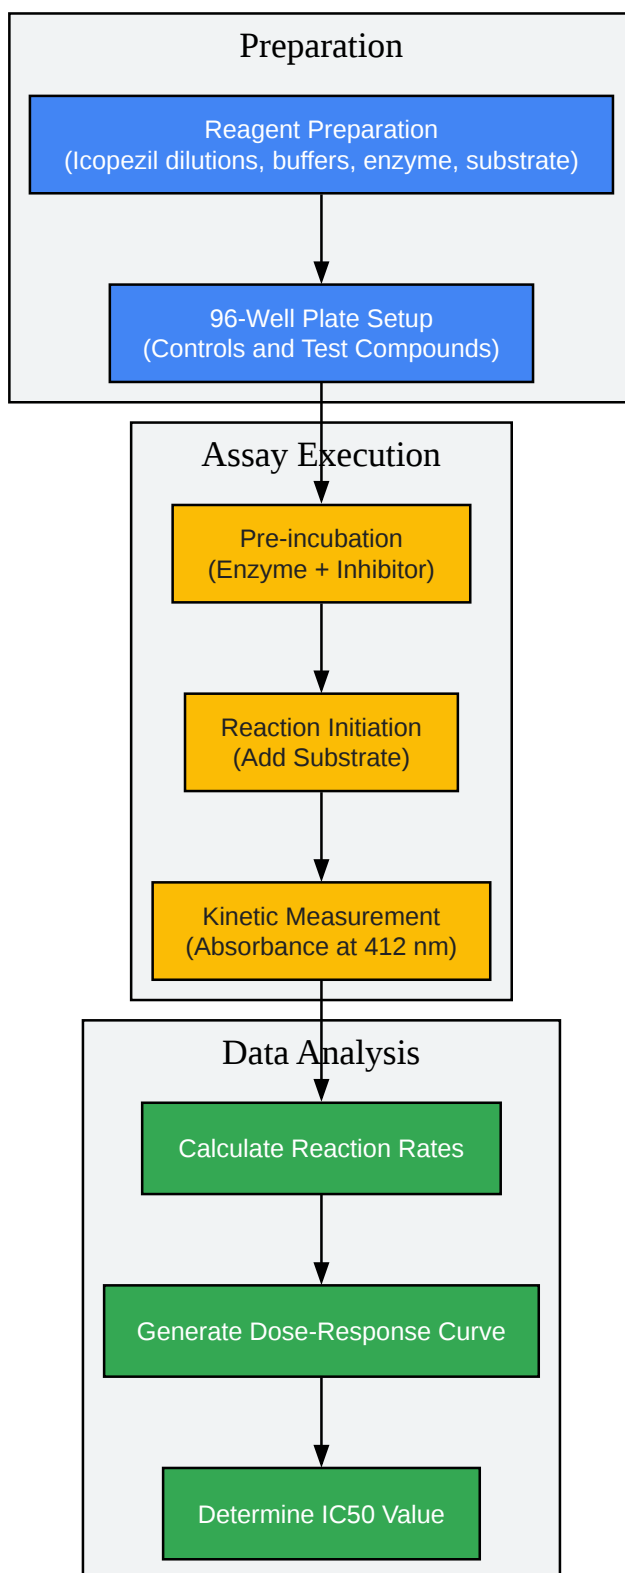 Preparation
Reagent Preparation
(Icopezil dilutions, buffers, enzyme, substrate)
96-Well Plate Setup
(Controls and Test Compounds)
Assay Execution
Pre-incubation
(Enzyme + Inhibitor)
Reaction Initiation
(Add Substrate)
Kinetic Measurement
(Absorbance at 412 nm)
Data Analysis
Calculate Reaction Rates
Generate Dose-Response Curve
Determine IC50 Value